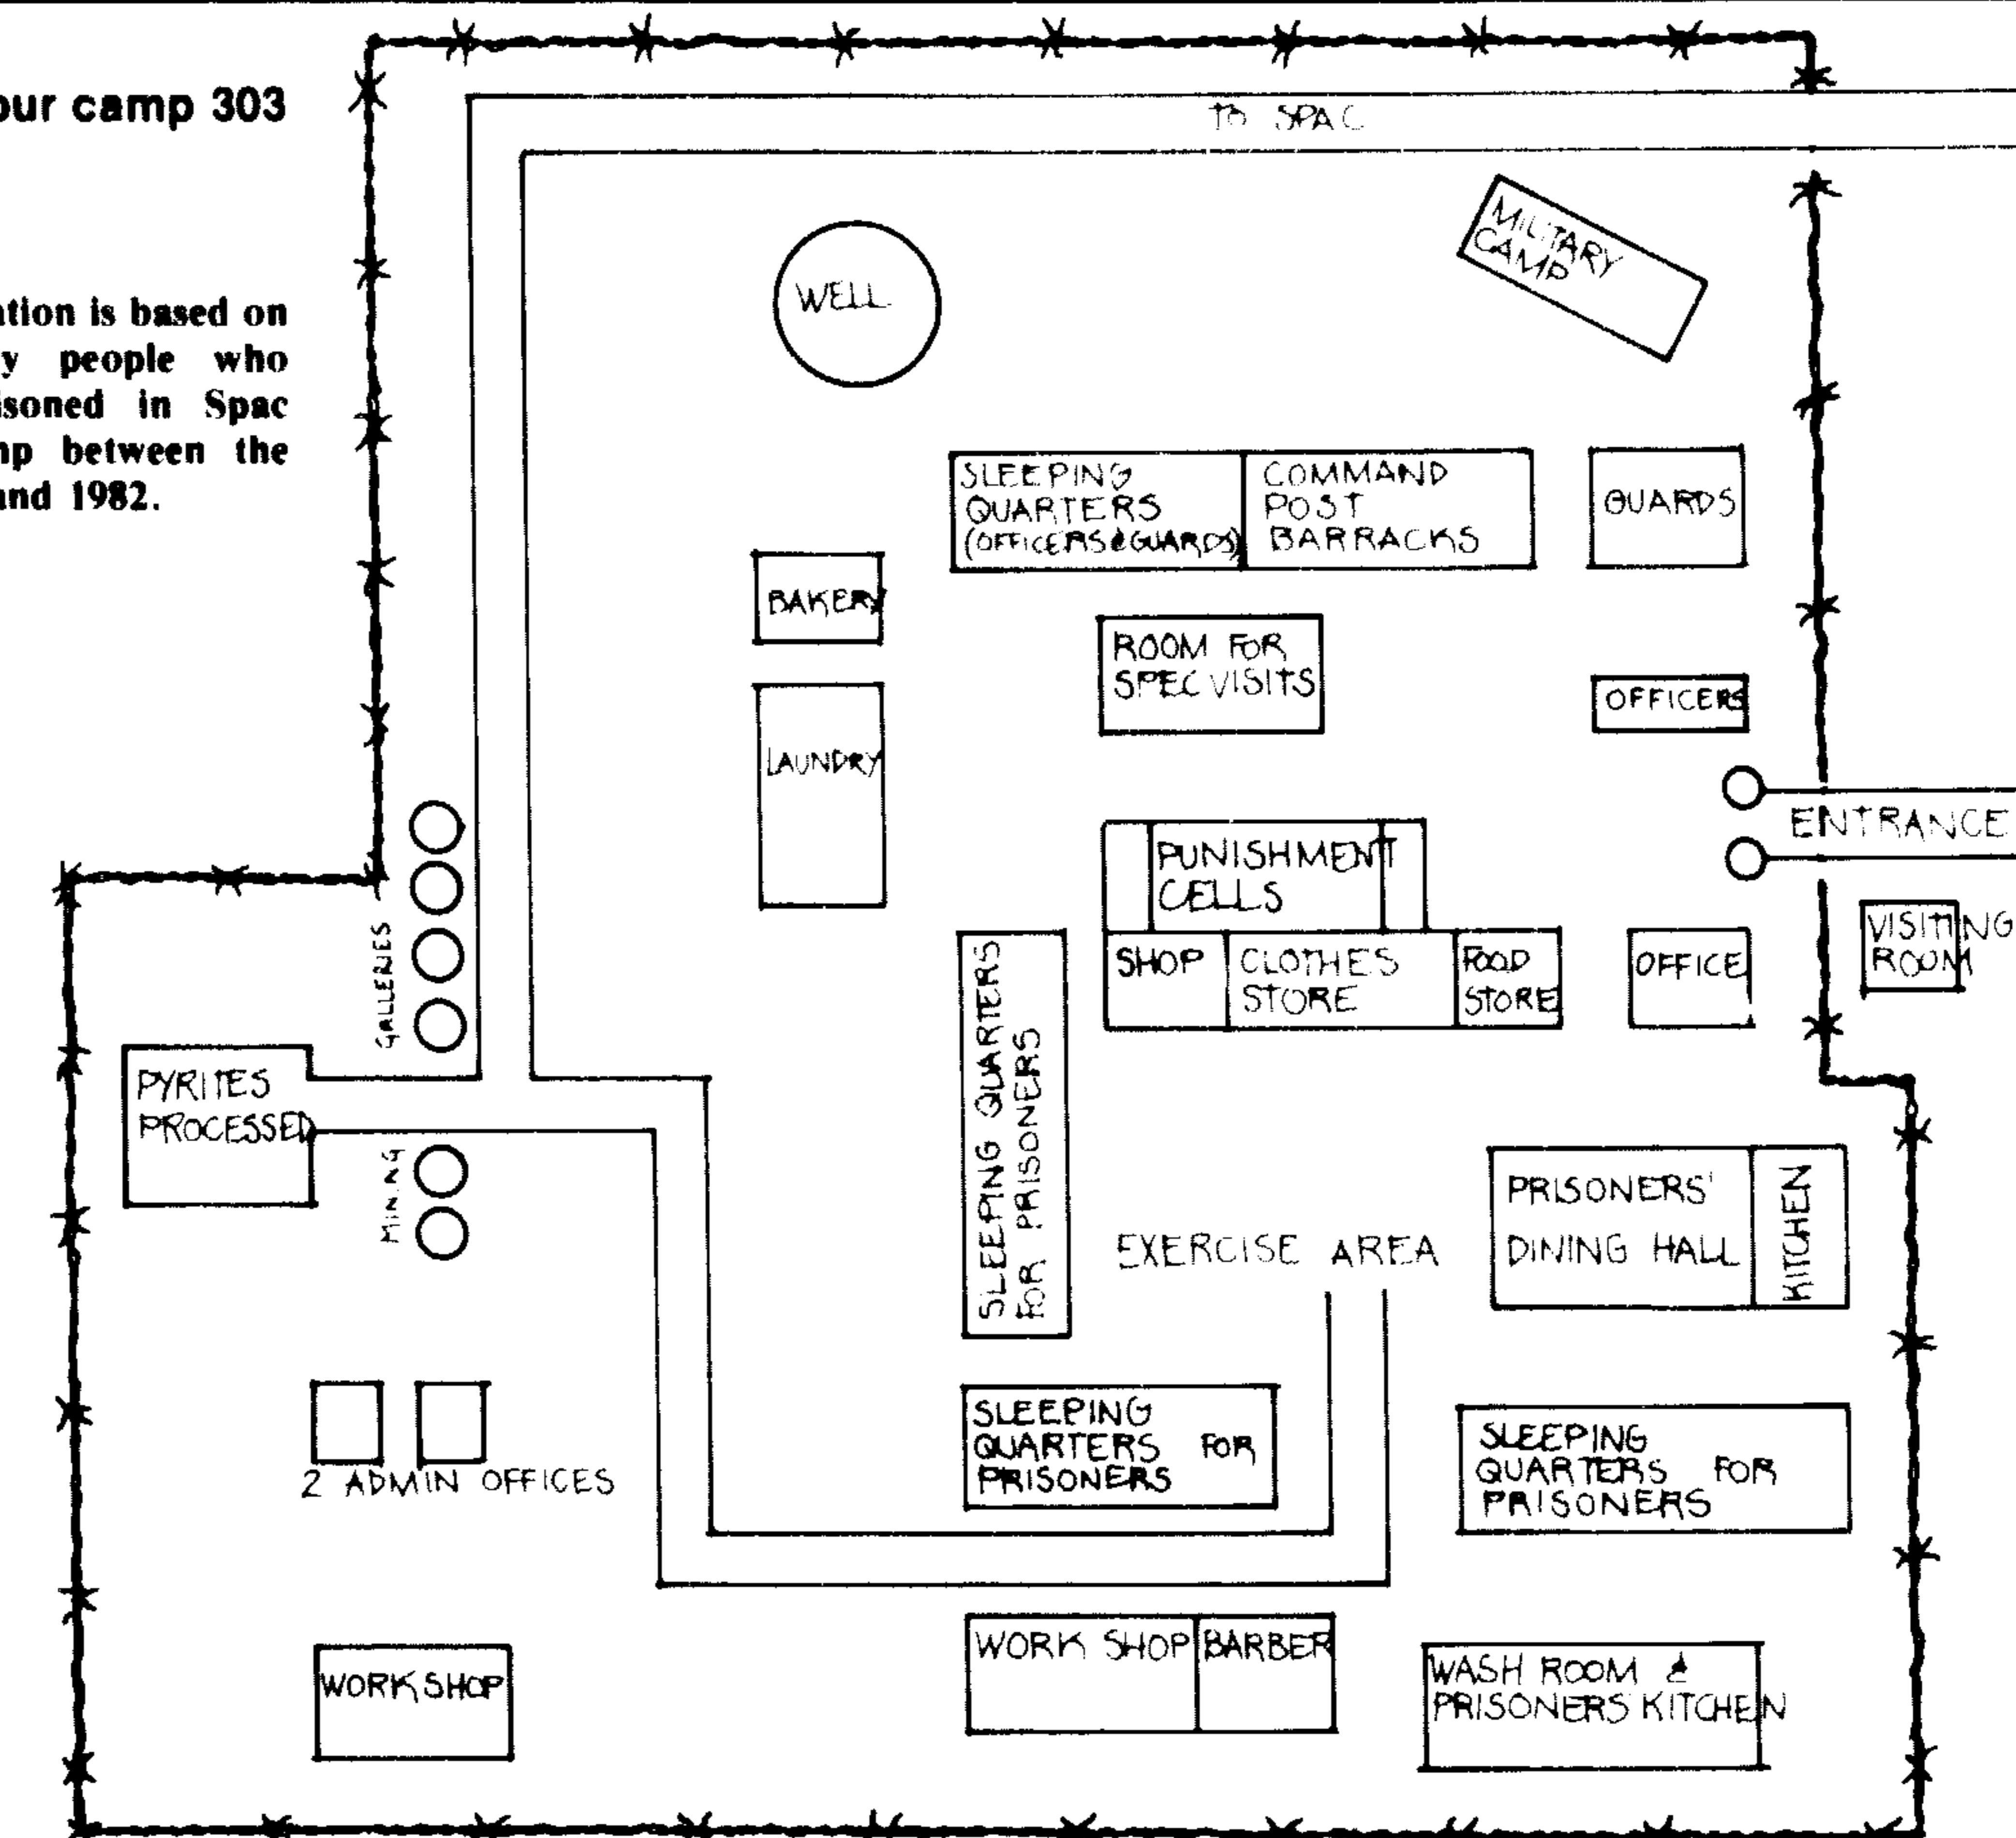 our camp 303
ation is based on
y people who
isoned in Spac
mp between the
and 1982.
TO SPAC
MILITARY
CAMP
WELL
SLEEPING
QUARTERS
(OFFICERS & GUARDS)
COMMAND
POST
BARRACKS
GUARDS
BAKERY
ROOM FOR
SPEC VISITS
OFFICERS
LAUNDRY
ENTRANCE
PUNISHMENT
CELLS
VISITING
ROOM
SHOP
CLOTHES
STORE
FOOD
STORE
OFFICE
GALLERIES
SLEEPING QUARTERS
FOR PRISONERS
PYRITES
PROCESSED
MINING
PRISONERS'
DINING HALL
KITCHEN
EXERCISE AREA
2 ADMIN OFFICES
SLEEPING
QUARTERS FOR
PRISONERS
SLEEPING
QUARTERS FOR
PRISONERS
WORK SHOP
WORK SHOP
BARBER
WASH ROOM &
PRISONERS KITCHEN